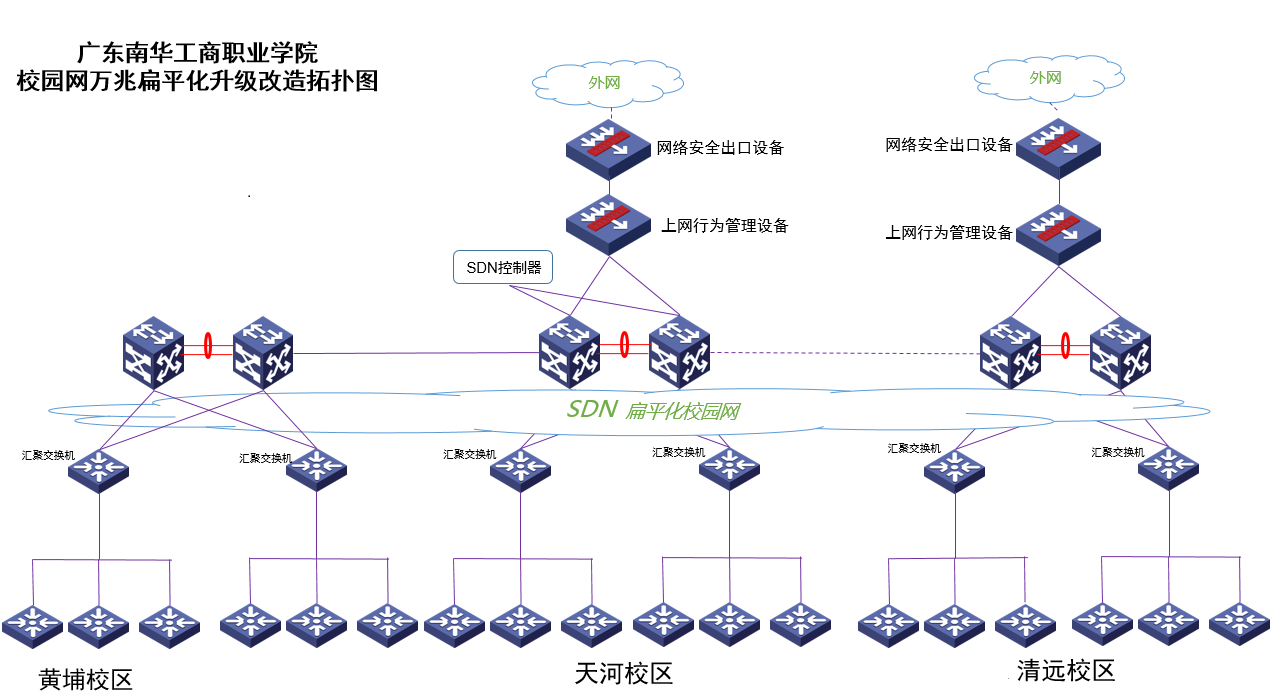 广东南华工商职业学院
校园网万兆扁平化升级改造拓扑图
外网
外网
网络安全出口设备
网络安全出口设备
上网行为管理设备
上网行为管理设备
SDN控制器
SDN 扁平化校园网
汇聚交换机
汇聚交换机
汇聚交换机
汇聚交换机
汇聚交换机
汇聚交换机
黄埔校区
天河校区
清远校区